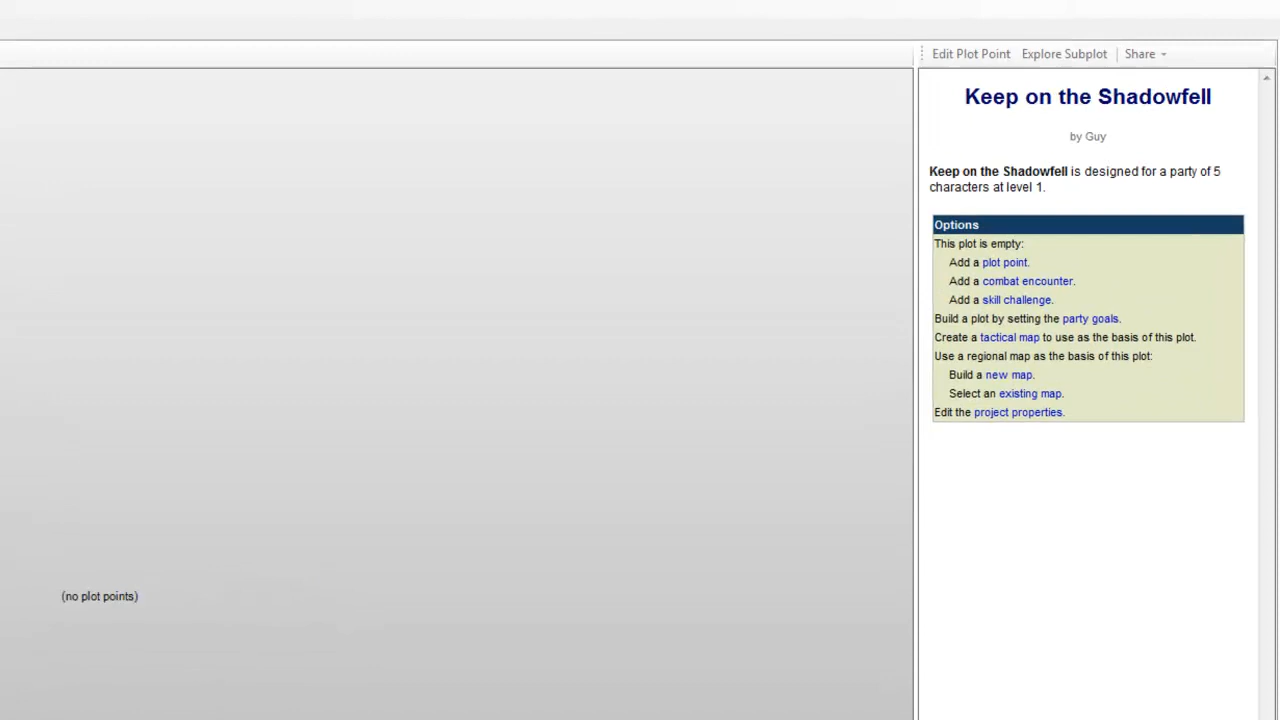 Edit Plot Point Explore Subplot Share
Keep on the Shadowfell
by Guy
Keep on the Shadowfell is designed for a party of 5
characters at level 1.
Options
This plot is empty:
Add a plot point.
Add a combat encounter.
Add a skill challenge.
Build a plot by setting the party goals.
Create a tactical map to use as the basis of this plot.
Use a regional map as the basis of this plot:
Build a new map.
Select an existing map.
Edit the project properties.
(no plot points)